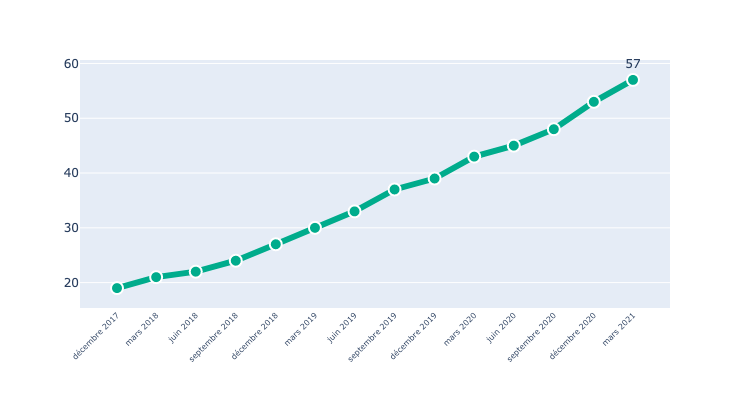 57
60
50
40
30
20
décembre 2017
mars 2018
juin 2018
septembre 2018
décembre 2018
mars 2019
juin 2019
septembre 2019
décembre 2019
mars 2020
juin 2020
septembre 2020
décembre 2020
mars 2021